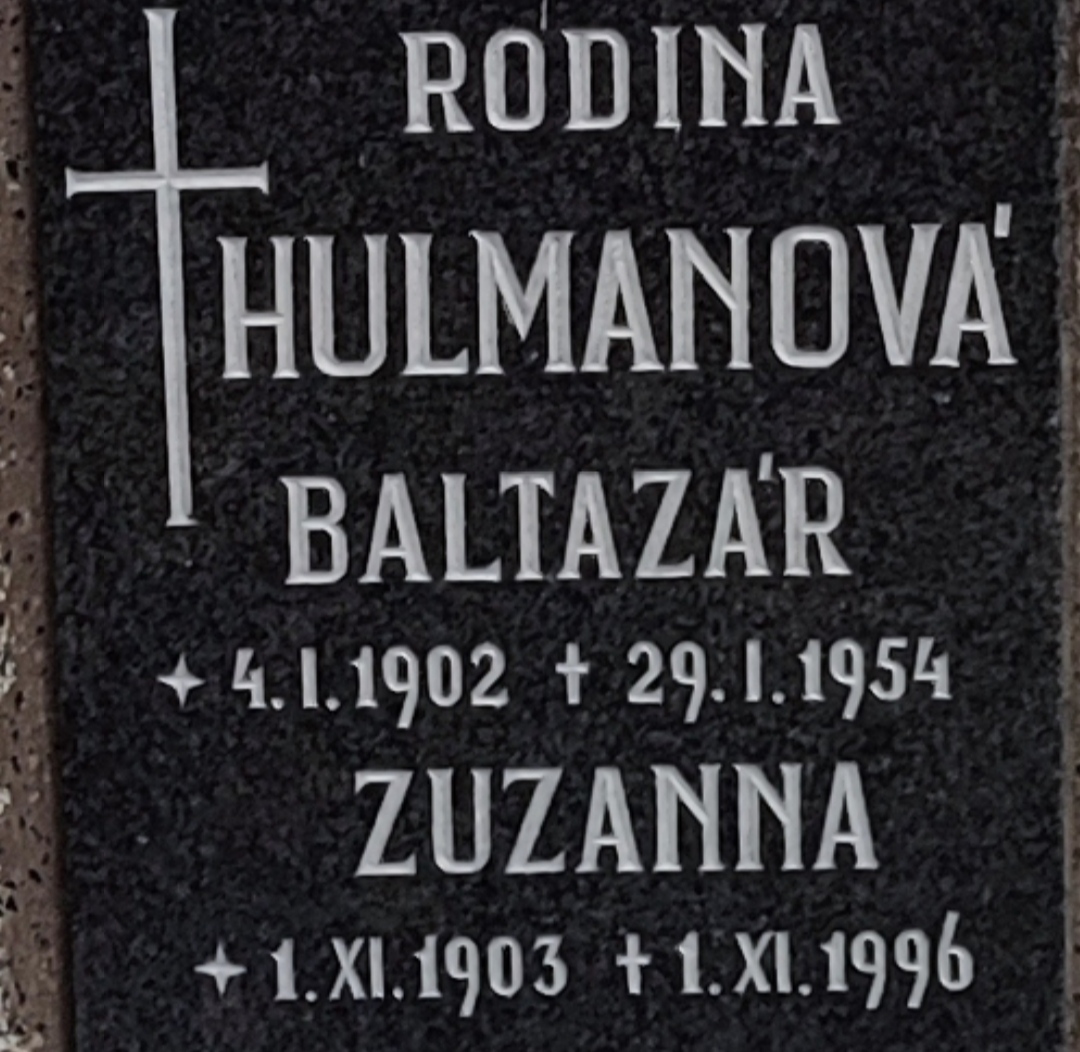 RODINA
HULMANOVÁ
BALTAZÁR
✦ 4.I.1902 ✝ 29.I.1954
ZUZANNA
✦ 1.XI.1903 ✝ 1.XI.1996